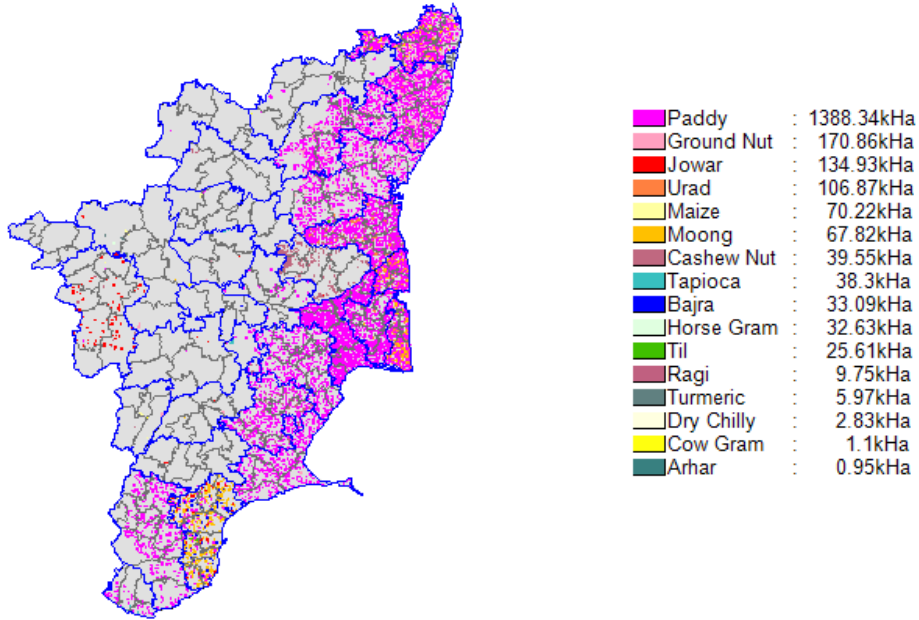 Paddy : 1388.34kHa
Ground Nut : 170.86kHa
Jowar : 134.93kHa
Urad : 106.87kHa
Maize : 70.22kHa
Moong : 67.82kHa
Cashew Nut : 39.55kHa
Tapioca : 38.3kHa
Bajra : 33.09kHa
Horse Gram : 32.63kHa
Til : 25.61kHa
Ragi : 9.75kHa
Turmeric : 5.97kHa
Dry Chilly : 2.83kHa
Cow Gram : 1.1kHa
Arhar : 0.95kHa